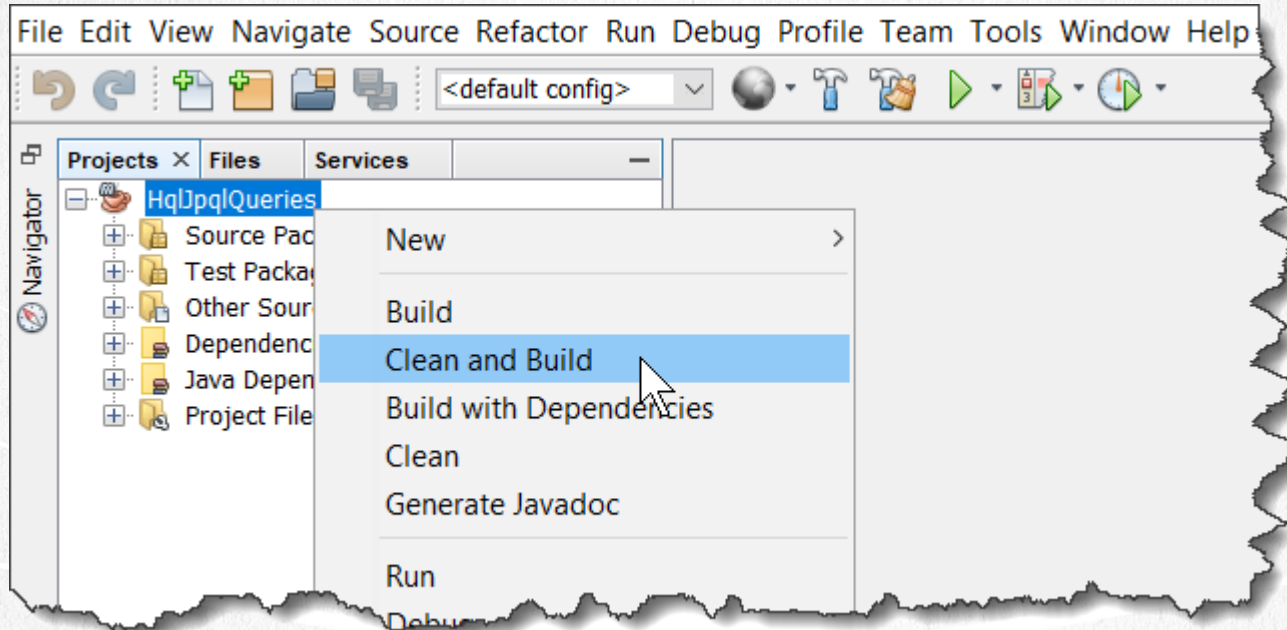 File Edit View Navigate Source Refactor Run Debug Profile Team Tools Window Help
<default config>
Projects Files Services
Navigator
HqlJpqlQueries
Source Pac
Test Packa
Other Sour
Dependenc
Java Depen
Project File
New
Build
Clean and Build
Build with Dependencies
Clean
Generate Javadoc
Run